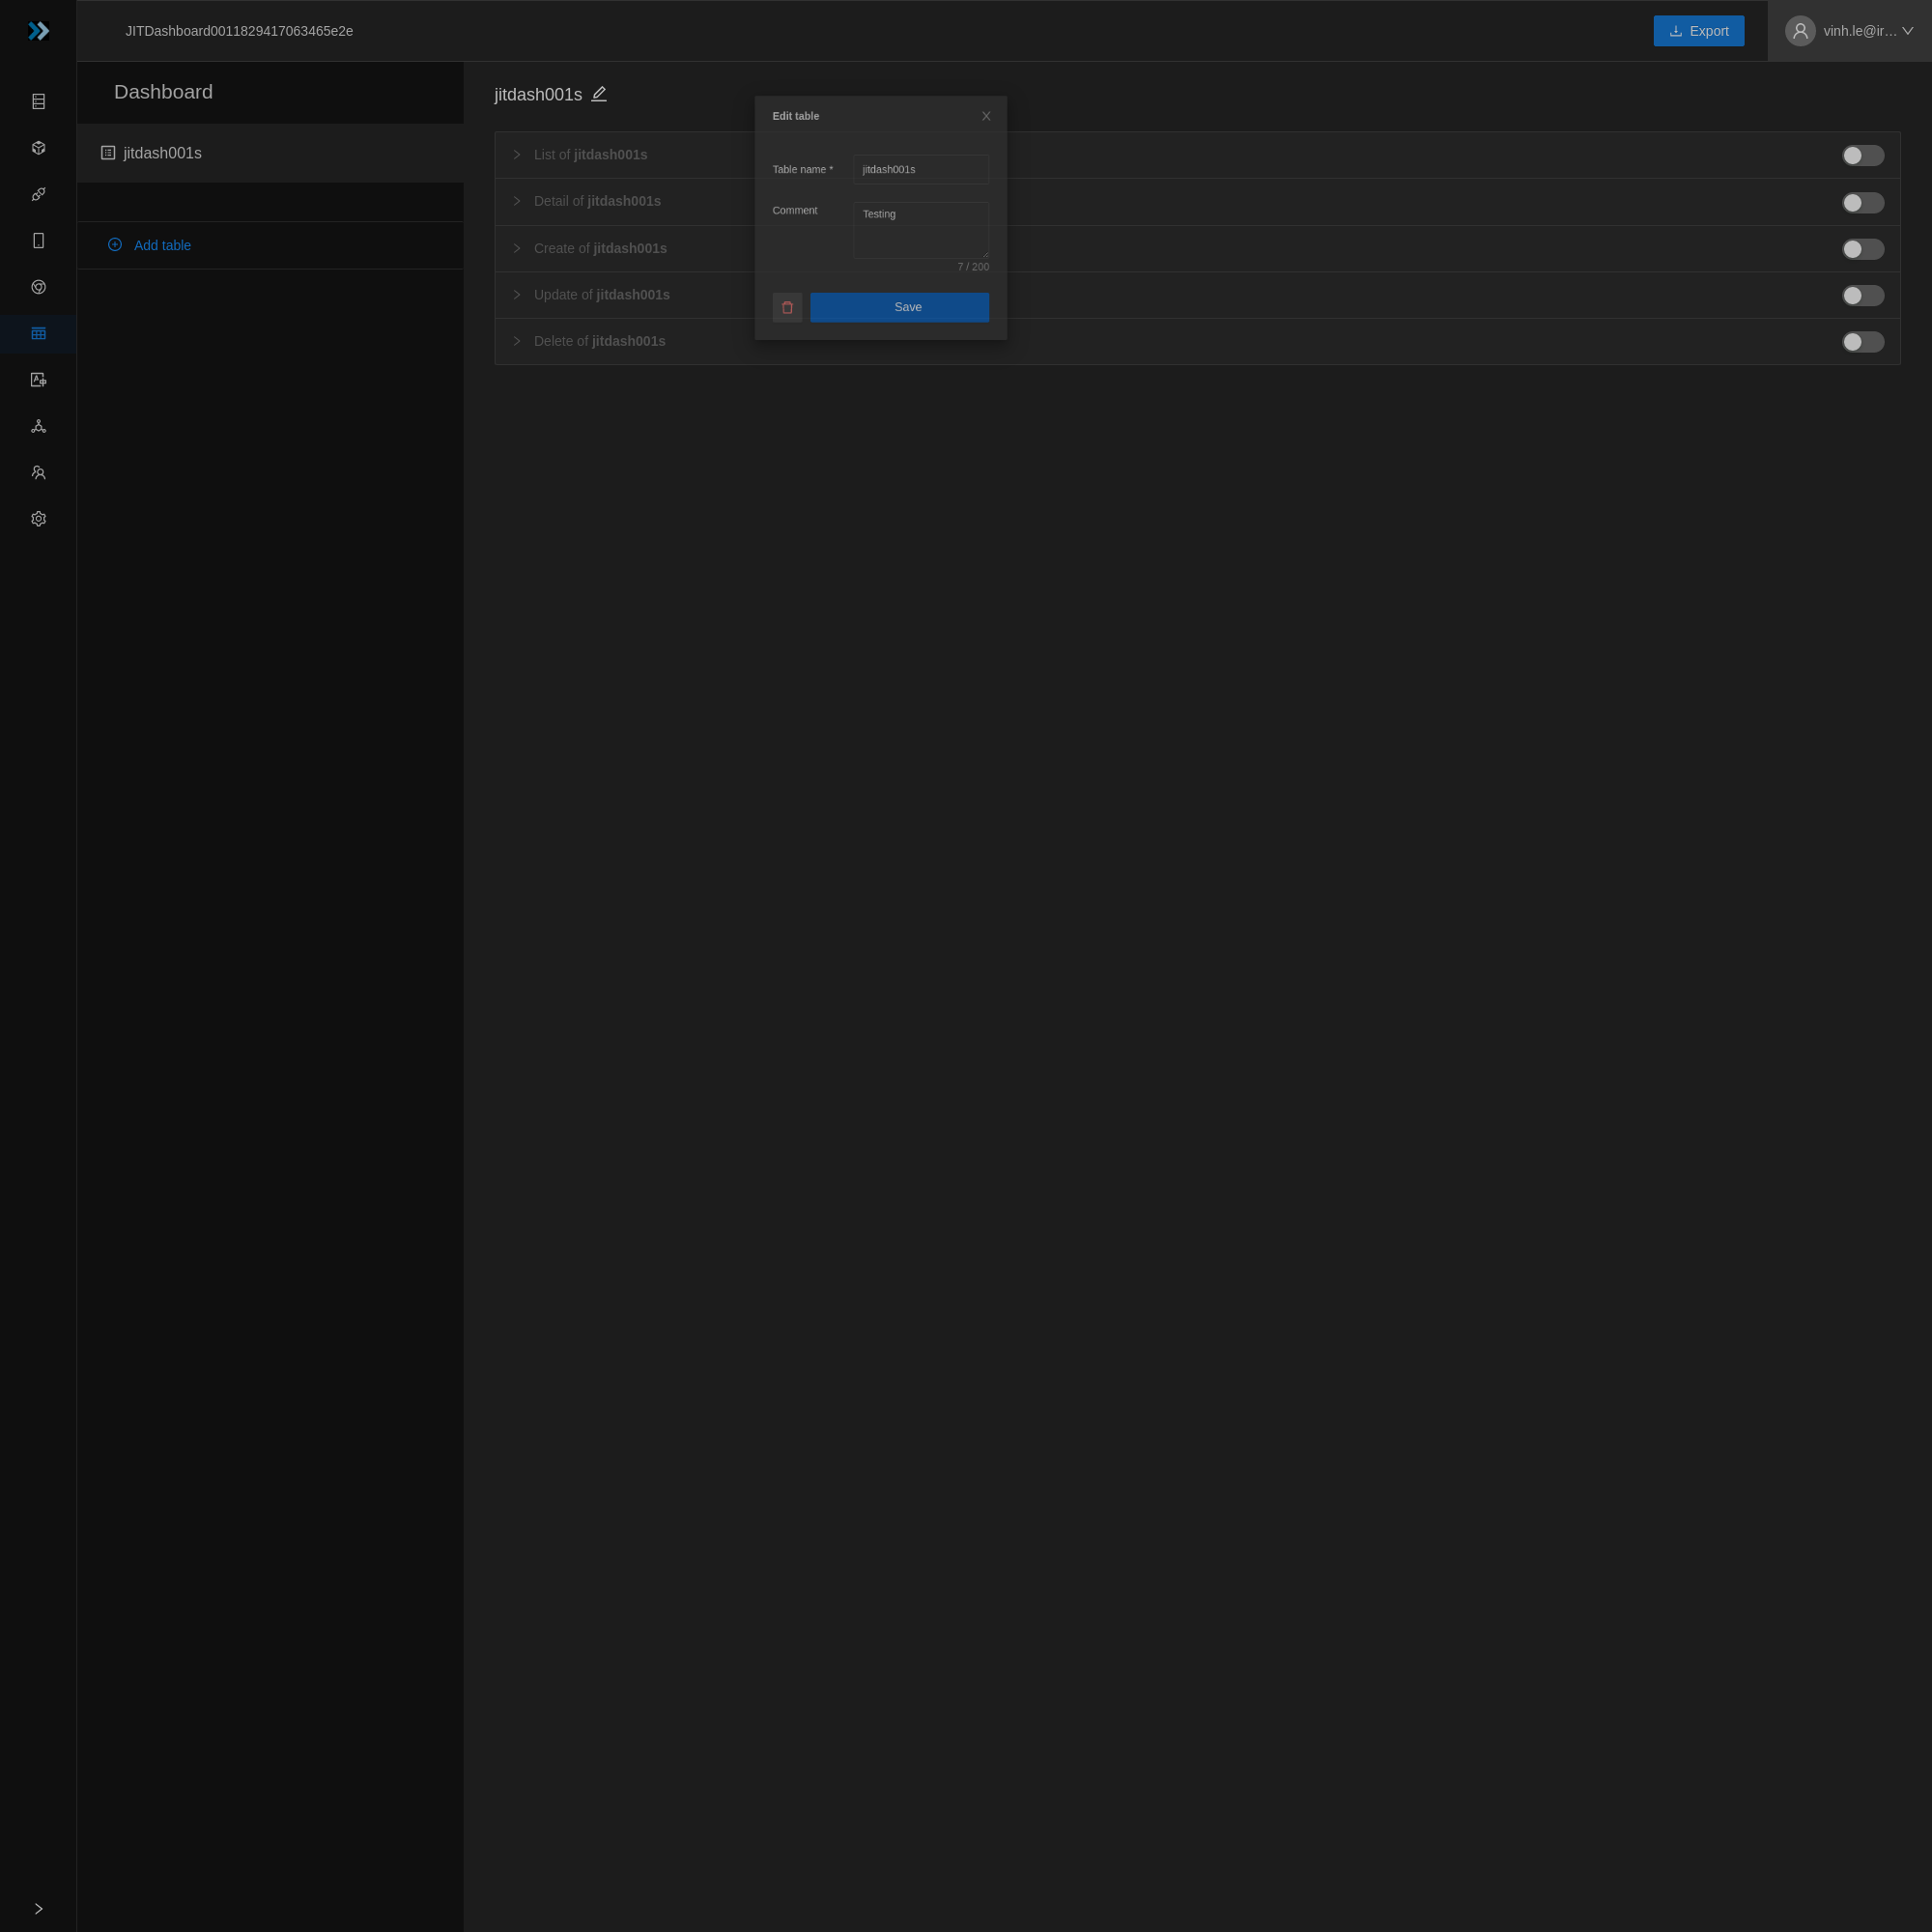 JITDashboard0011829417063465e2e
Export
vinh.le@ir...
Dashboard
jitdash001s
Add table
jitdash001s
List of jitdash001s
Detail of jitdash001s
Create of jitdash001s
Update of jitdash001s
Delete of jitdash001s
Edit table
Table name *
jitdash001s
Comment
Testing
7 / 200
Save